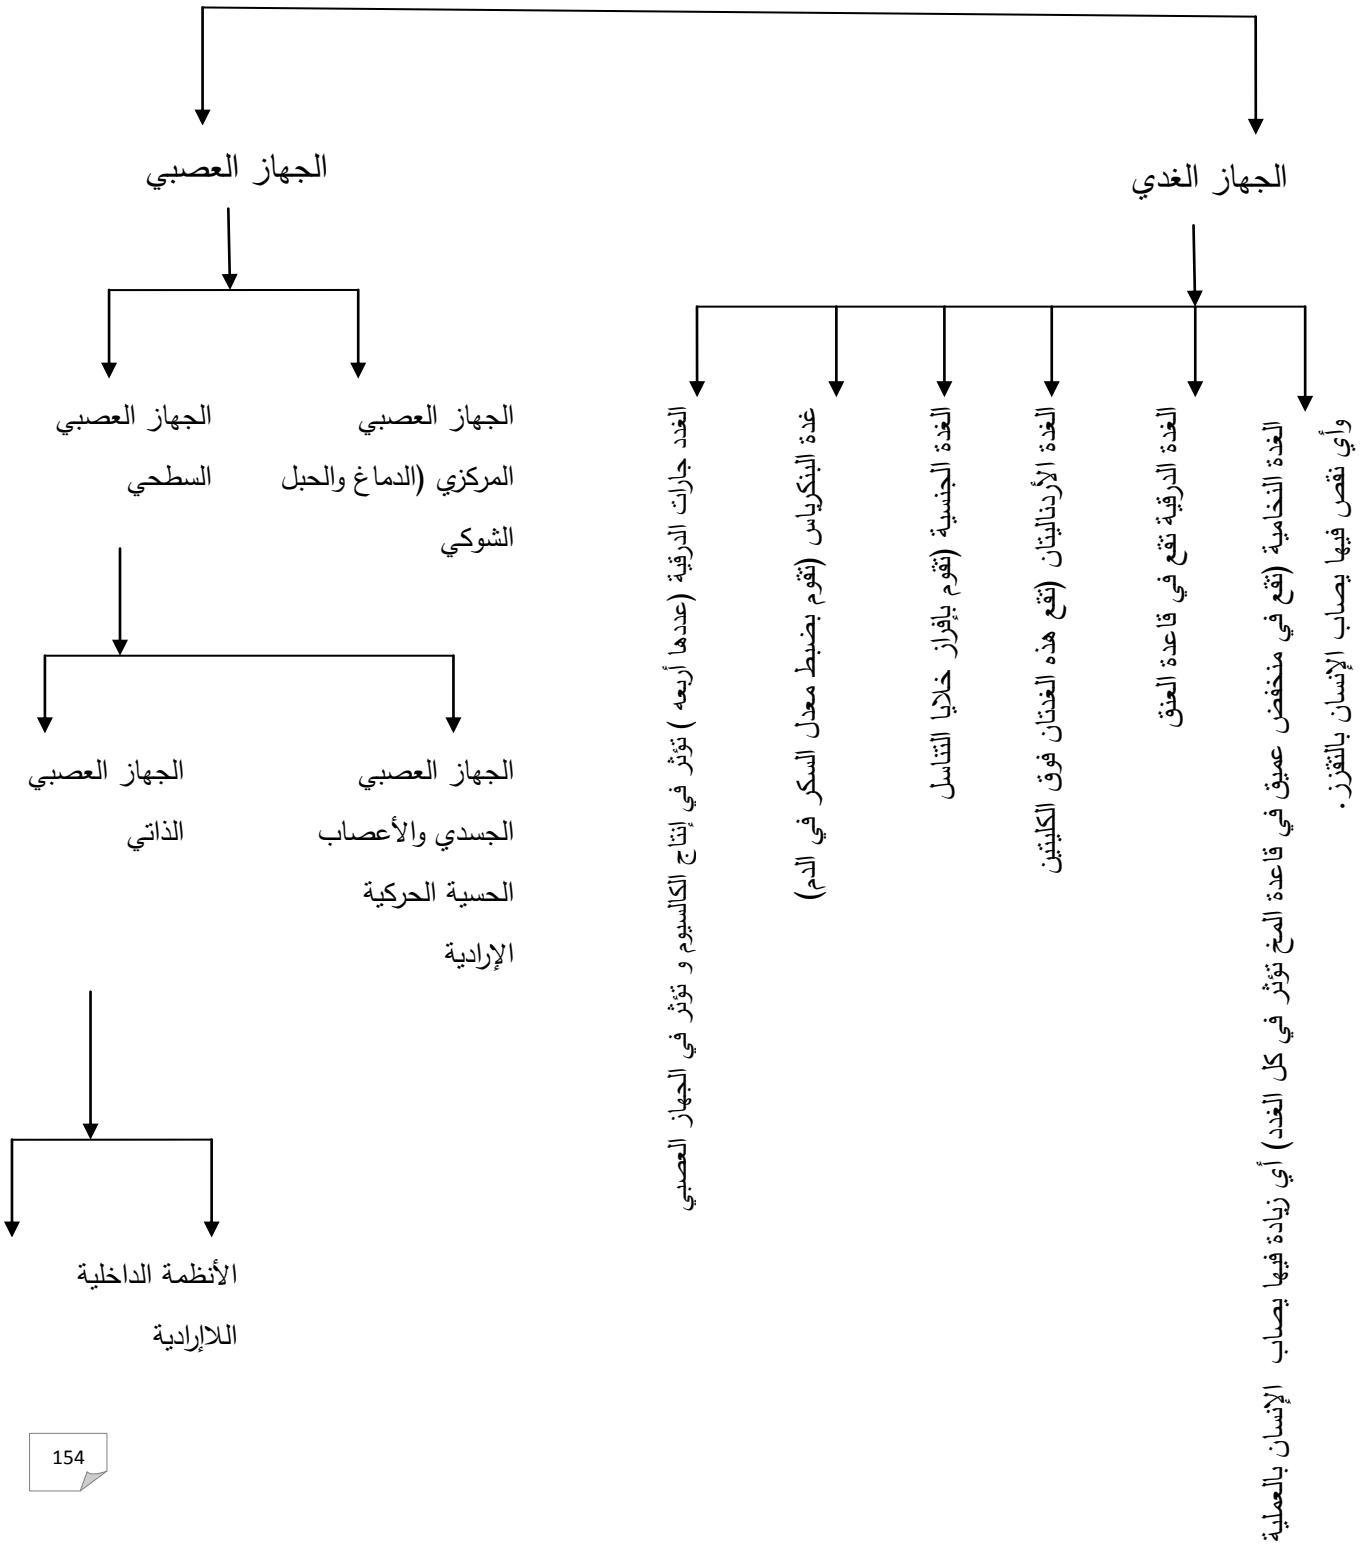 الجهاز الغدي
الجهاز العصبي
الغدة النخامية (تقع في منخفض عميق في قاعدة المخ تؤثر في كل الغدد) أي زيادة فيها يصاب الإنسان بالعملية
وأي نقص فيها يصاب الإنسان بالتقزز.
الغدة الدرقية تقع في قاعدة العنق
الغدة الأردناليتان (تقع هذه الغدتان فوق الكليتين
الغدة الجنسية (تقوم بإفراز خلايا التناسل
غدة البنكرياس (تقوم بضبط معدل السكر في الدم)
الغدد جارات الدرقية (عددها أربعه ) تؤثر في إنتاج الكالسيوم و تؤثر في الجهاز العصبي
الجهاز العصبي
المركزي (الدماغ والحبل
الشوكي
الجهاز العصبي
السطحي
الجهاز العصبي
الجسدي والأعصاب
الحسية الحركية
الإرادية
الجهاز العصبي
الذاتي
الأنظمة الداخلية
اللاإرادية
154